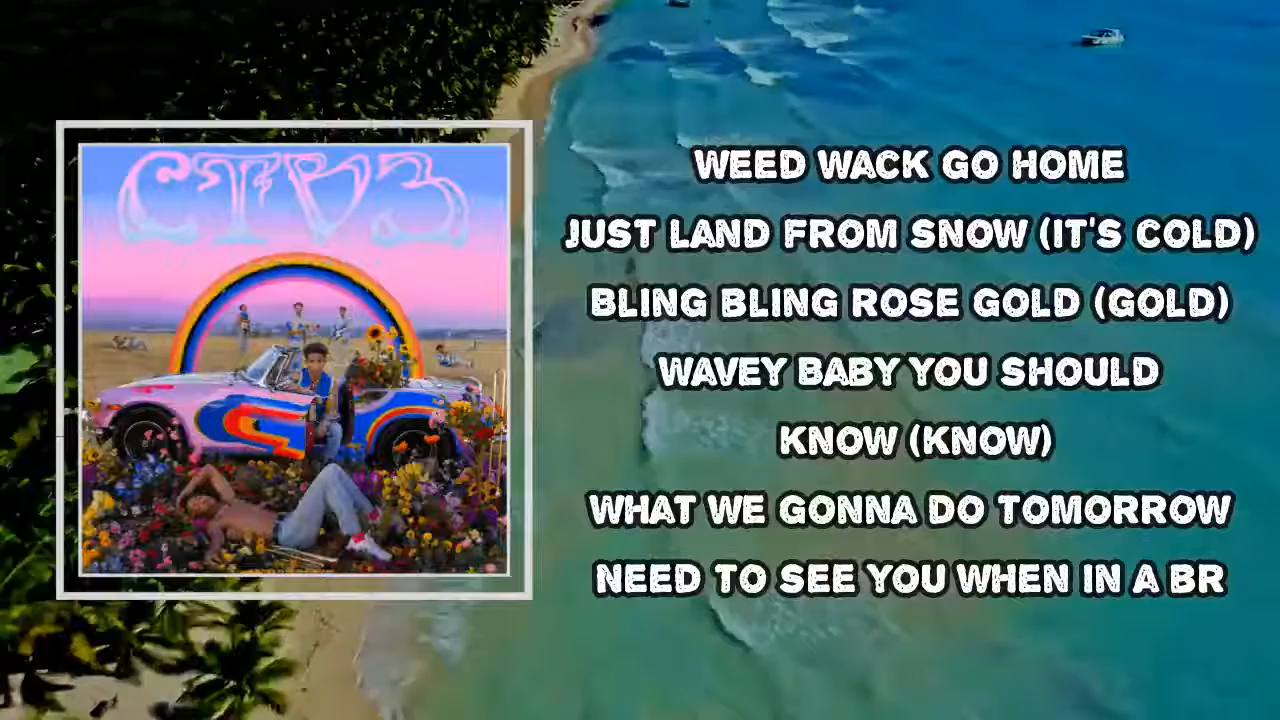 CTV3
WEED WACK GO HOME
JUST LAND FROM SNOW (IT'S COLD)
BLING BLING ROSE GOLD (GOLD)
WAVEY BABY YOU SHOULD
KNOW (KNOW)
WHAT WE GONNA DO TOMORROW
NEED TO SEE YOU WHEN IN A BR